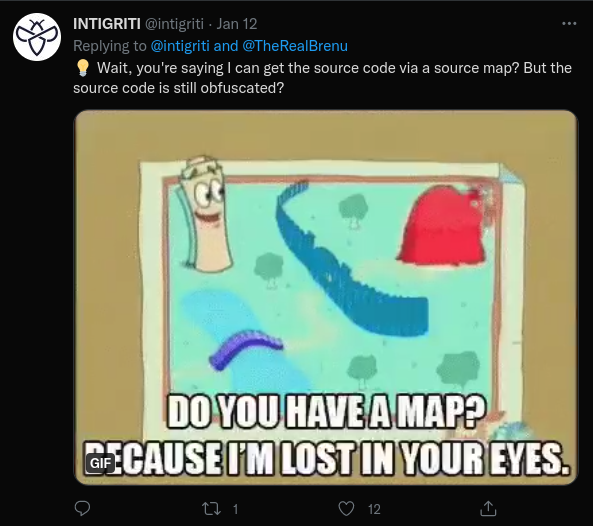 INTIGRITI @intigriti · Jan 12
Replying to @intigriti and @TheRealBrenu
💡 Wait, you're saying I can get the source code via a source map? But the
source code is still obfuscated?
DO YOU HAVE A MAP?
BECAUSE I'M LOST IN YOUR EYES.
GIF
1
12